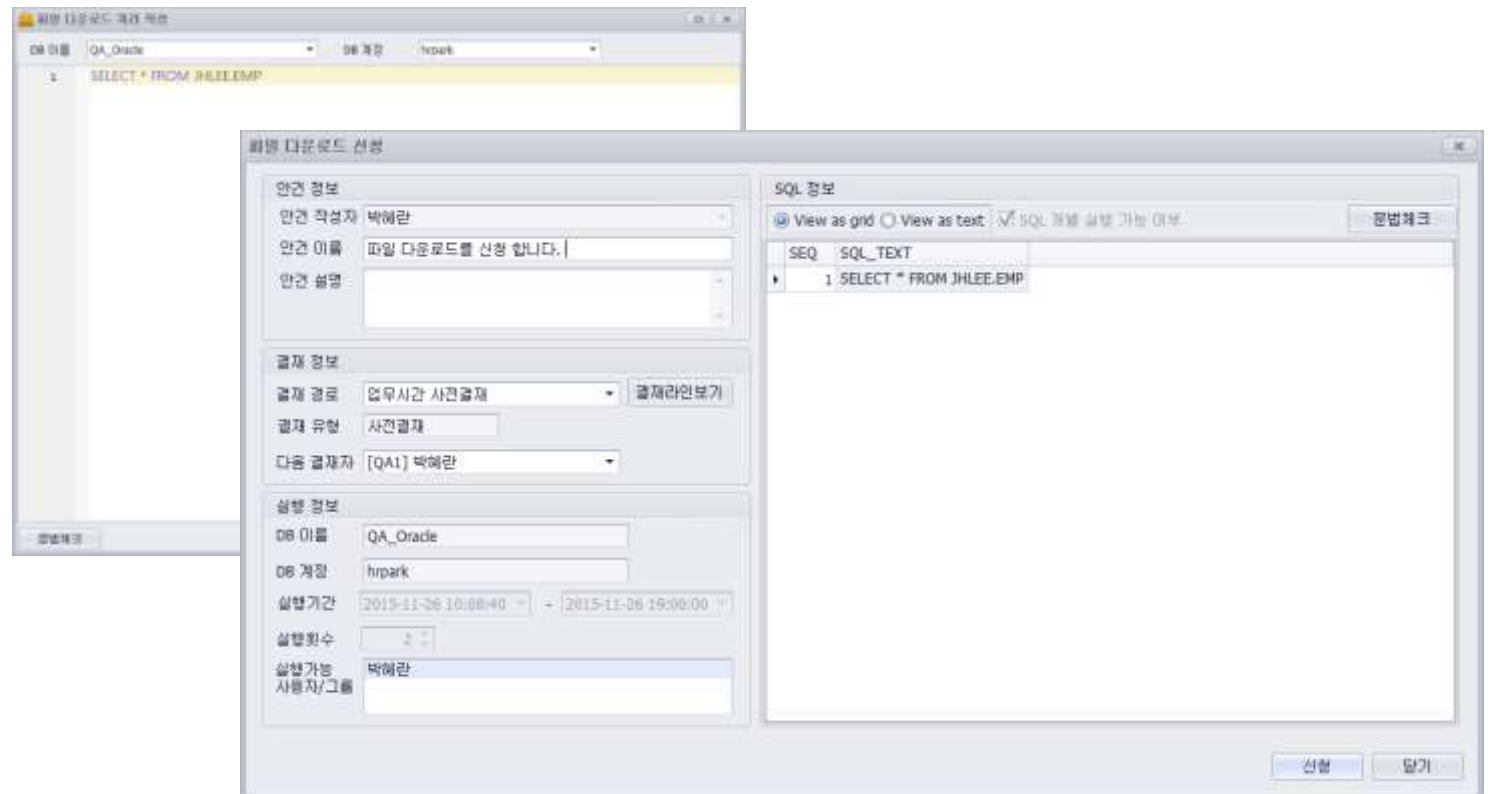 파일 다운로드 결재 작성
DB 이름 QA_Oracle DB 계정 hrpark
1 SELECT * FROM JHLEE.EMP
문법체크
파일 다운로드 신청
안건 정보
안건 작성자 박혜란
안건 이름 파일 다운로드를 신청 합니다.
안건 설명
결재 정보
결재 경로 업무시간 사전결재 결재라인보기
결재 유형 사전결재
다음 결재자 [QA1] 박혜란
실행 정보
DB 이름 QA_Oracle
DB 계정 hrpark
실행기간 2015-11-26 10:08:40 - 2015-11-26 19:00:00
실행횟수 2
실행가능 박혜란
사용자/그룹
SQL 정보
View as grid View as text SQL 개별 실행 가능 여부 문법체크
SEQ SQL_TEXT
1 SELECT * FROM JHLEE.EMP
신청 닫기